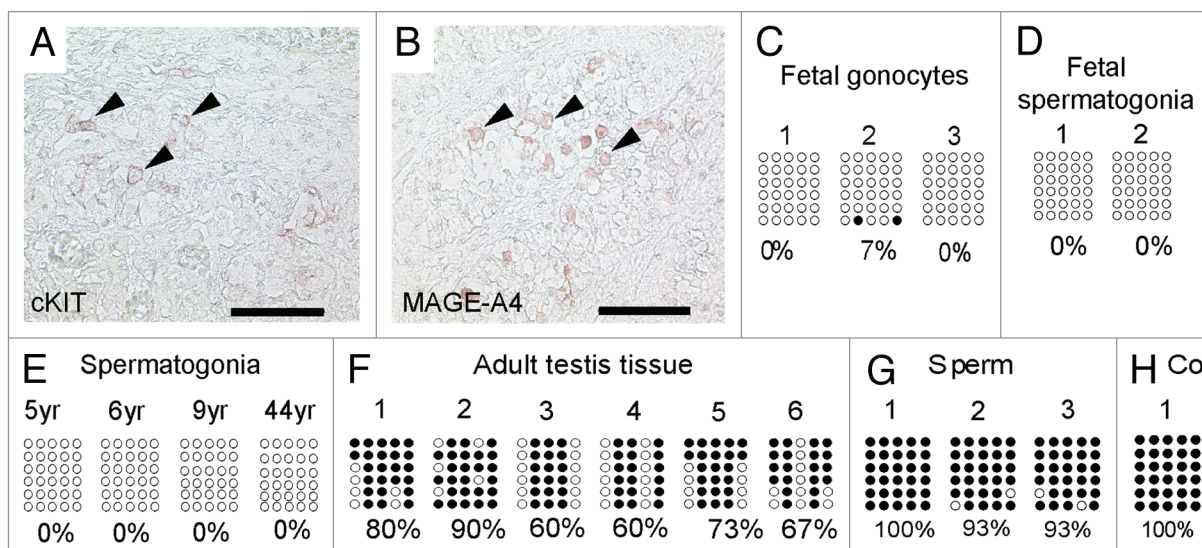 A
cKIT
B
MAGE-A4
C
Fetal gonocytes
1 2 3
0% 7% 0%
D
Fetal
spermatogonia
1 2
0% 0%
E Spermatogonia
5yr 6yr 9yr 44yr
0% 0% 0% 0%
F Adult testis tissue
1 2 3 4 5 6
80% 90% 60% 60% 73% 67%
G Sperm
1 2 3
100% 93% 93%
H Co
1
100%